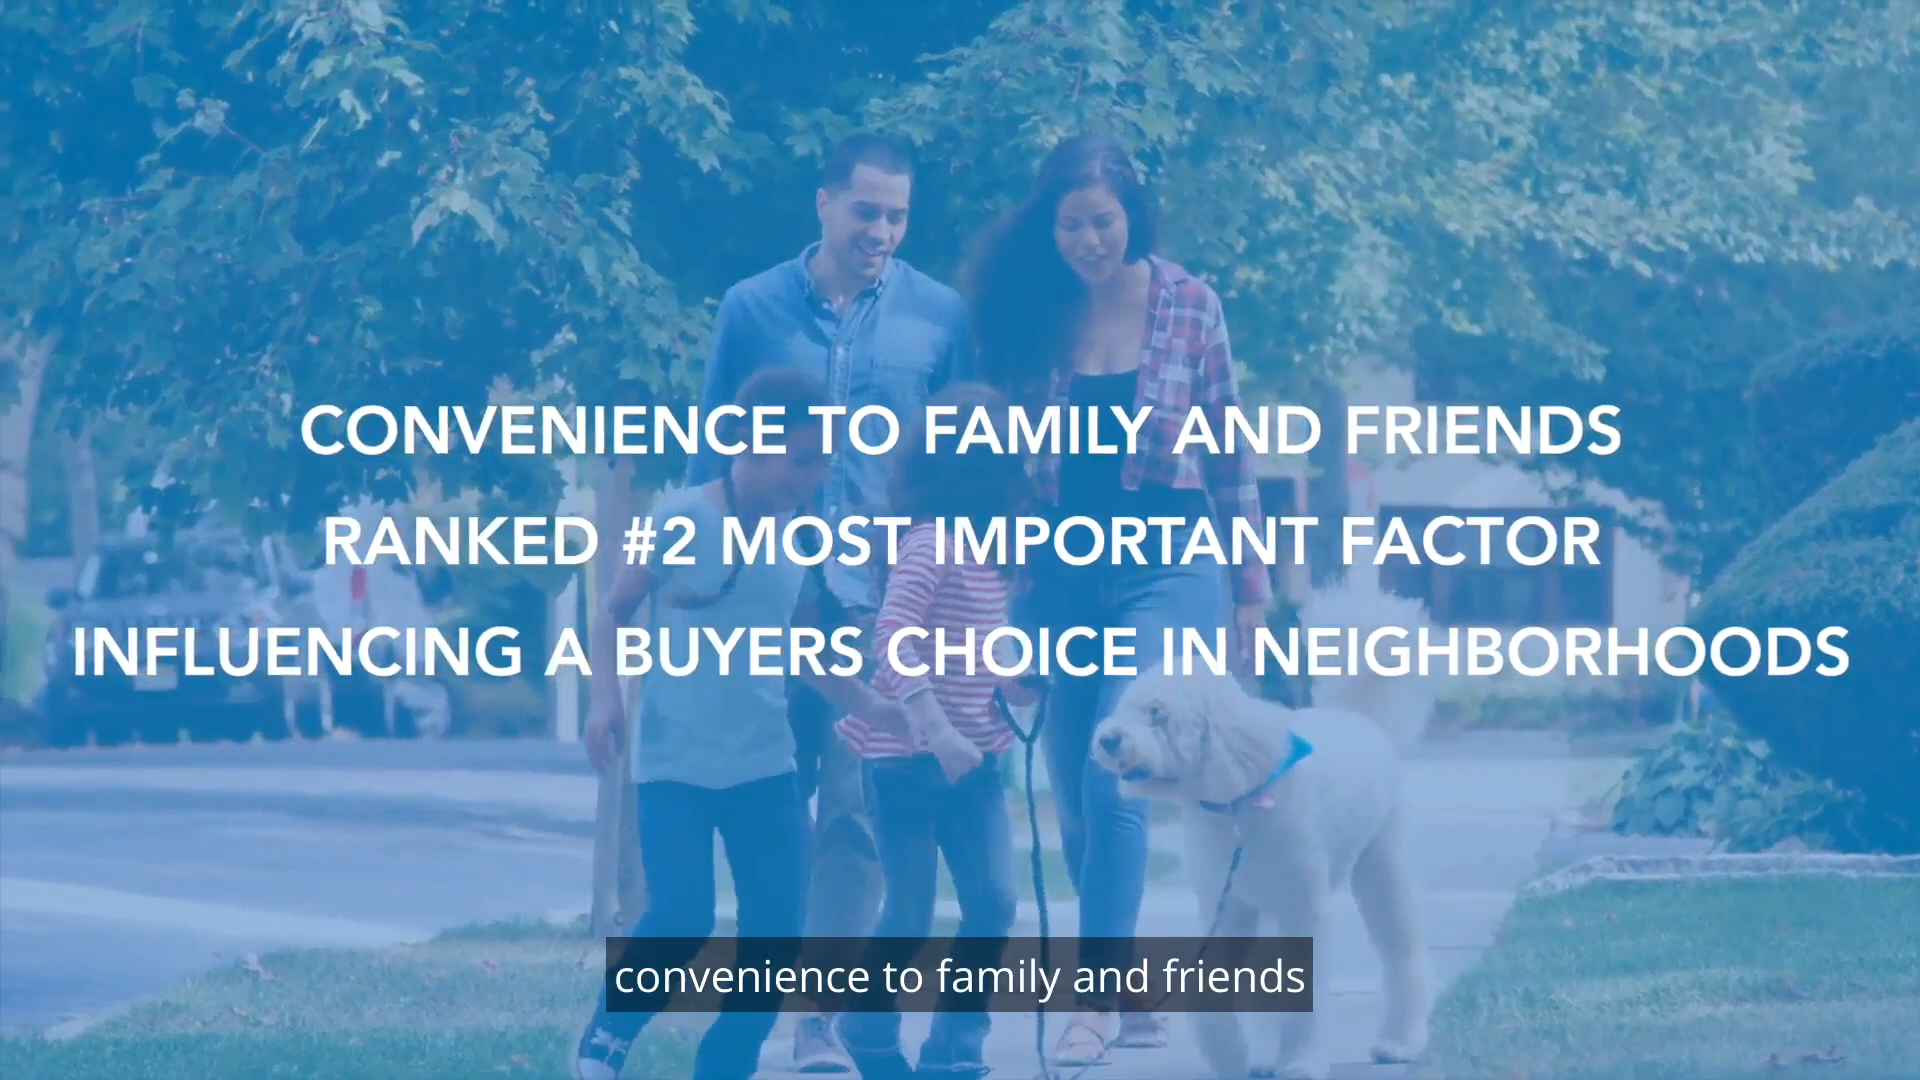 CONVENIENCE TO FAMILY AND FRIENDS
RANKED #2 MOST IMPORTANT FACTOR
INFLUENCING A BUYERS CHOICE IN NEIGHBORHOODS
convenience to family and friends